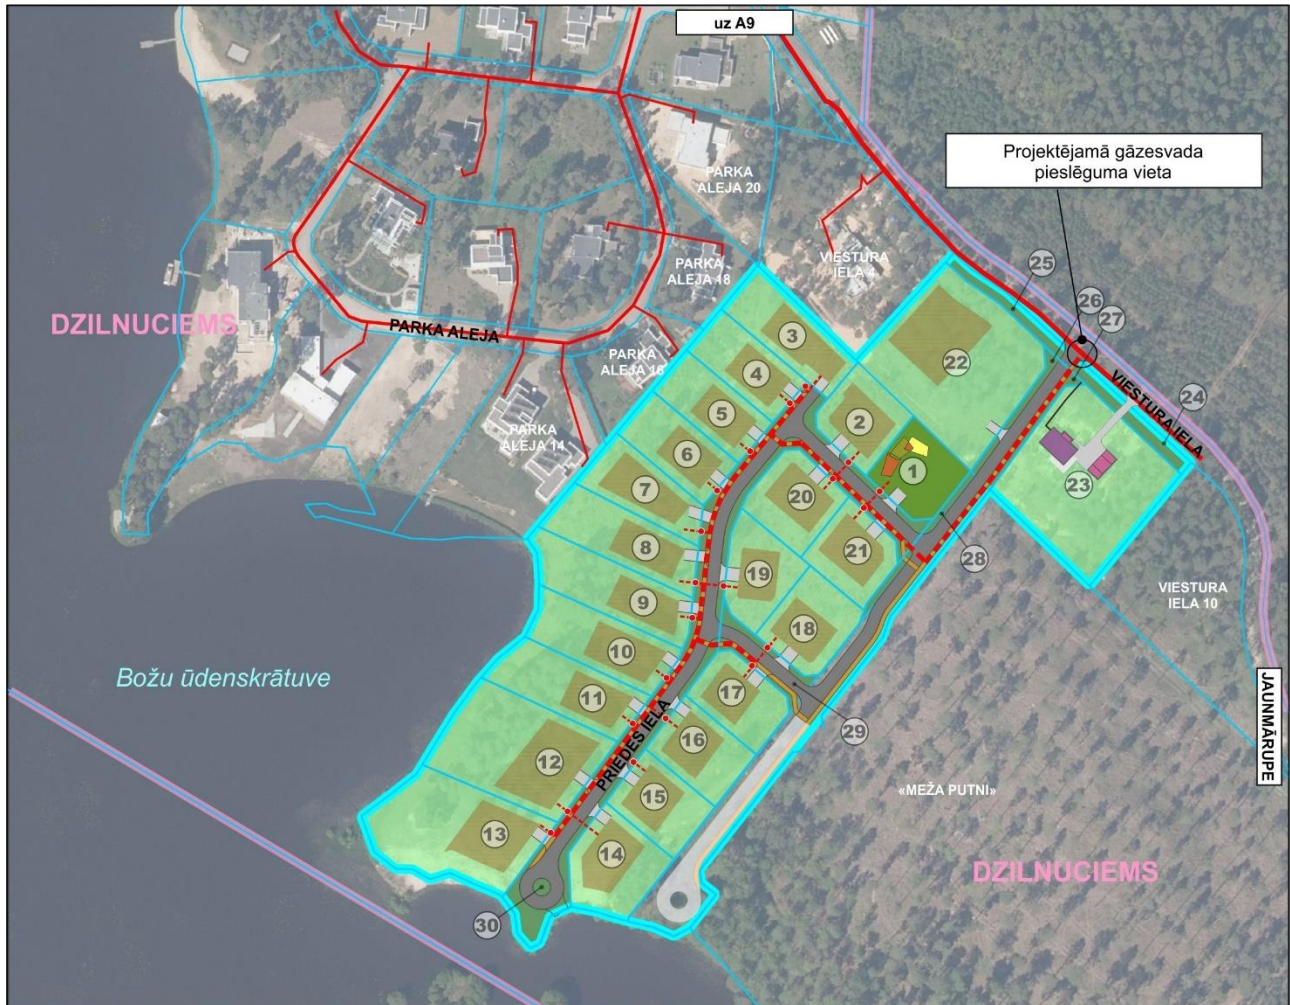 uz A9
Projektējamā gāzesvada
pieslēguma vieta
PARKA
ALEJA 20
VIESTURA
IELA 4
PARKA
ALEJA 18
DZILNUCIEMS
PARKA ALEJA
PARKA
ALEJA 16
PARKA
ALEJA 14
25
26
27
VIESTURA IELA
24
3
4
22
5
2
6
1
23
7
20
8
21
28
19
9
VIESTURA
IELA 10
18
10
Božu ūdenskrātuve
17
11
PRIEDES IELA
JAUNMĀRUPE
29
16
12
15
«MEŽA PUTNI»
13
14
DZILNUCIEMS
30